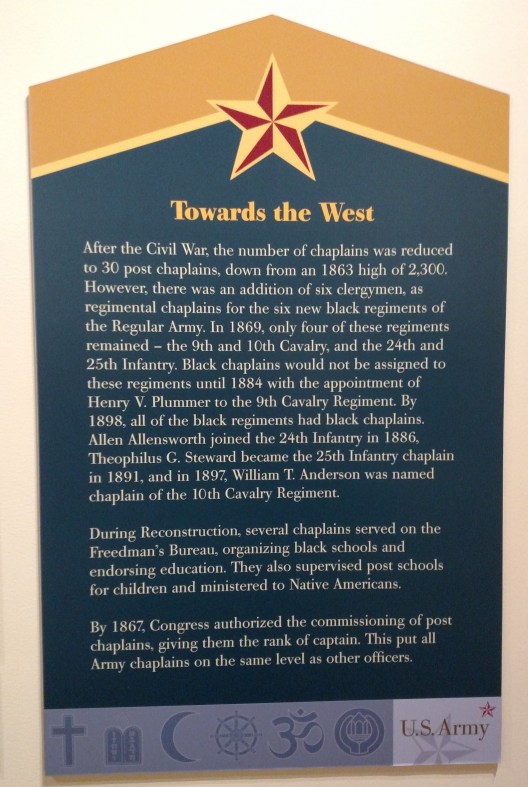 Towards the West
After the Civil War, the number of chaplains was reduced
to 30 post chaplains, down from an 1863 high of 2,300.
However, there was an addition of six clergymen, as
regimental chaplains for the six new black regiments of
the Regular Army. In 1869, only four of these regiments
remained – the 9th and 10th Cavalry, and the 24th and
25th Infantry. Black chaplains would not be assigned to
these regiments until 1884 with the appointment of
Henry V. Plummer to the 9th Cavalry Regiment. By
1898, all of the black regiments had black chaplains.
Allen Allensworth joined the 24th Infantry in 1886,
Theophilus G. Steward became the 25th Infantry chaplain
in 1891, and in 1897, William T. Anderson was named
chaplain of the 10th Cavalry Regiment.
During Reconstruction, several chaplains served on the
Freedman's Bureau, organizing black schools and
endorsing education. They also supervised post schools
for children and ministered to Native Americans.
By 1867, Congress authorized the commissioning of post
chaplains, giving them the rank of captain. This put all
Army chaplains on the same level as other officers.
ॐ
U.S. Army